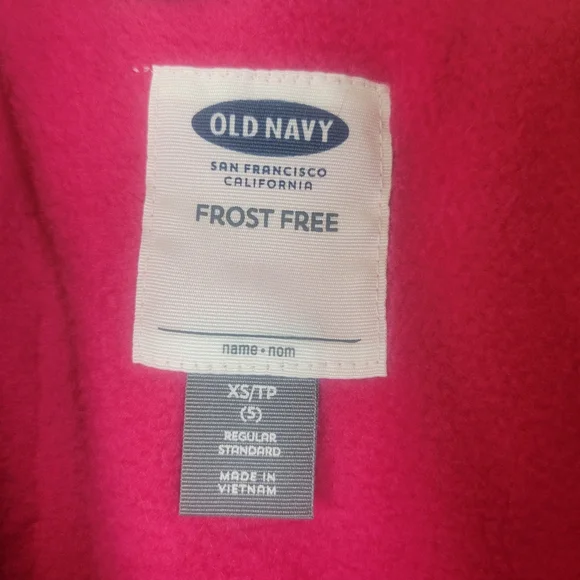 OLD NAVY
SAN FRANCISCO
CALIFORNIA
FROST FREE
name • nom
XS/TP
(5)
REGULAR
STANDARD
MADE IN
VIETNAM